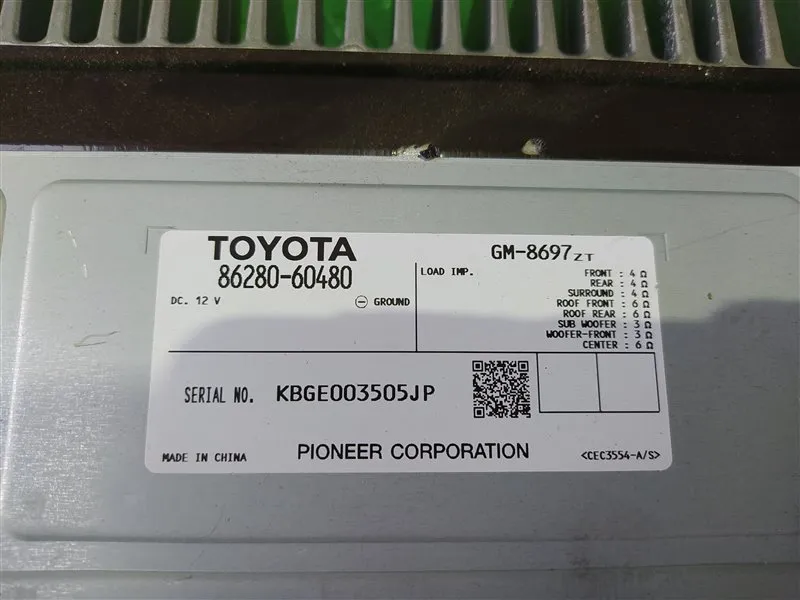 TOYOTA
86280-60480
DC. 12 V
⊖ GROUND
GM-8697ZT
LOAD IMP.
FRONT : 4 Ω
REAR : 4 Ω
SURROUND : 4 Ω
ROOF FRONT : 6 Ω
ROOF REAR : 6 Ω
SUB WOOFER : 3 Ω
WOOFER-FRONT : 3 Ω
CENTER : 6 Ω
SERIAL NO. KBGE003505JP
MADE IN CHINA
PIONEER CORPORATION
<CEC3554-A/S>